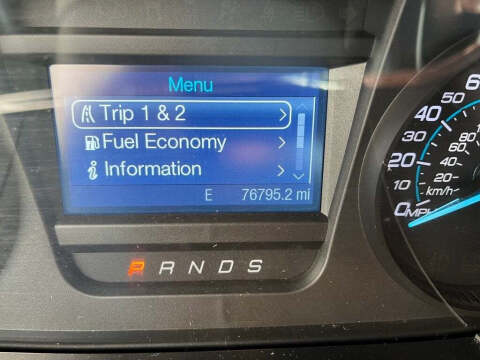 Menu
Trip 1 & 2
Fuel Economy
Information
E 76795.2 mi
P R N D S
60
50
40
80
30
60
20
40
10
20
km/h
0 MPH